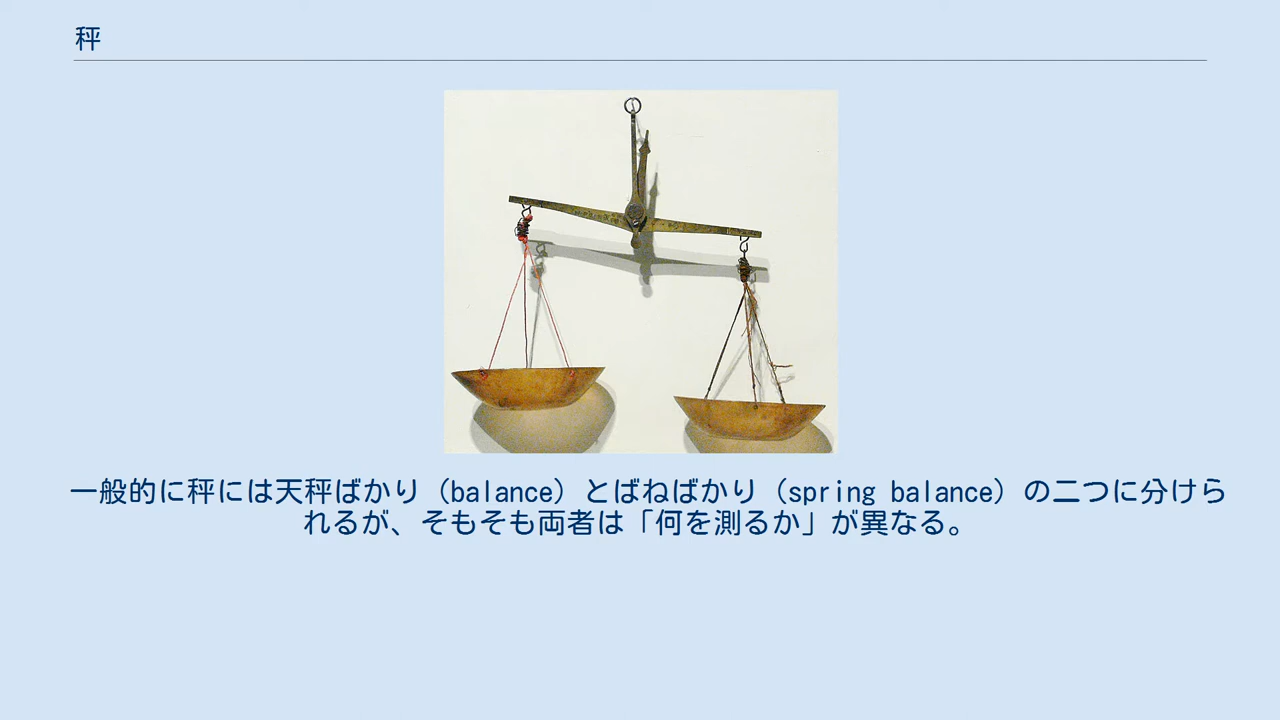 秤
一般的に秤には天秤ばかり（balance）とばねばかり（spring balance）の二つに分けら
れるが、そもそも両者は「何を測るか」が異なる。